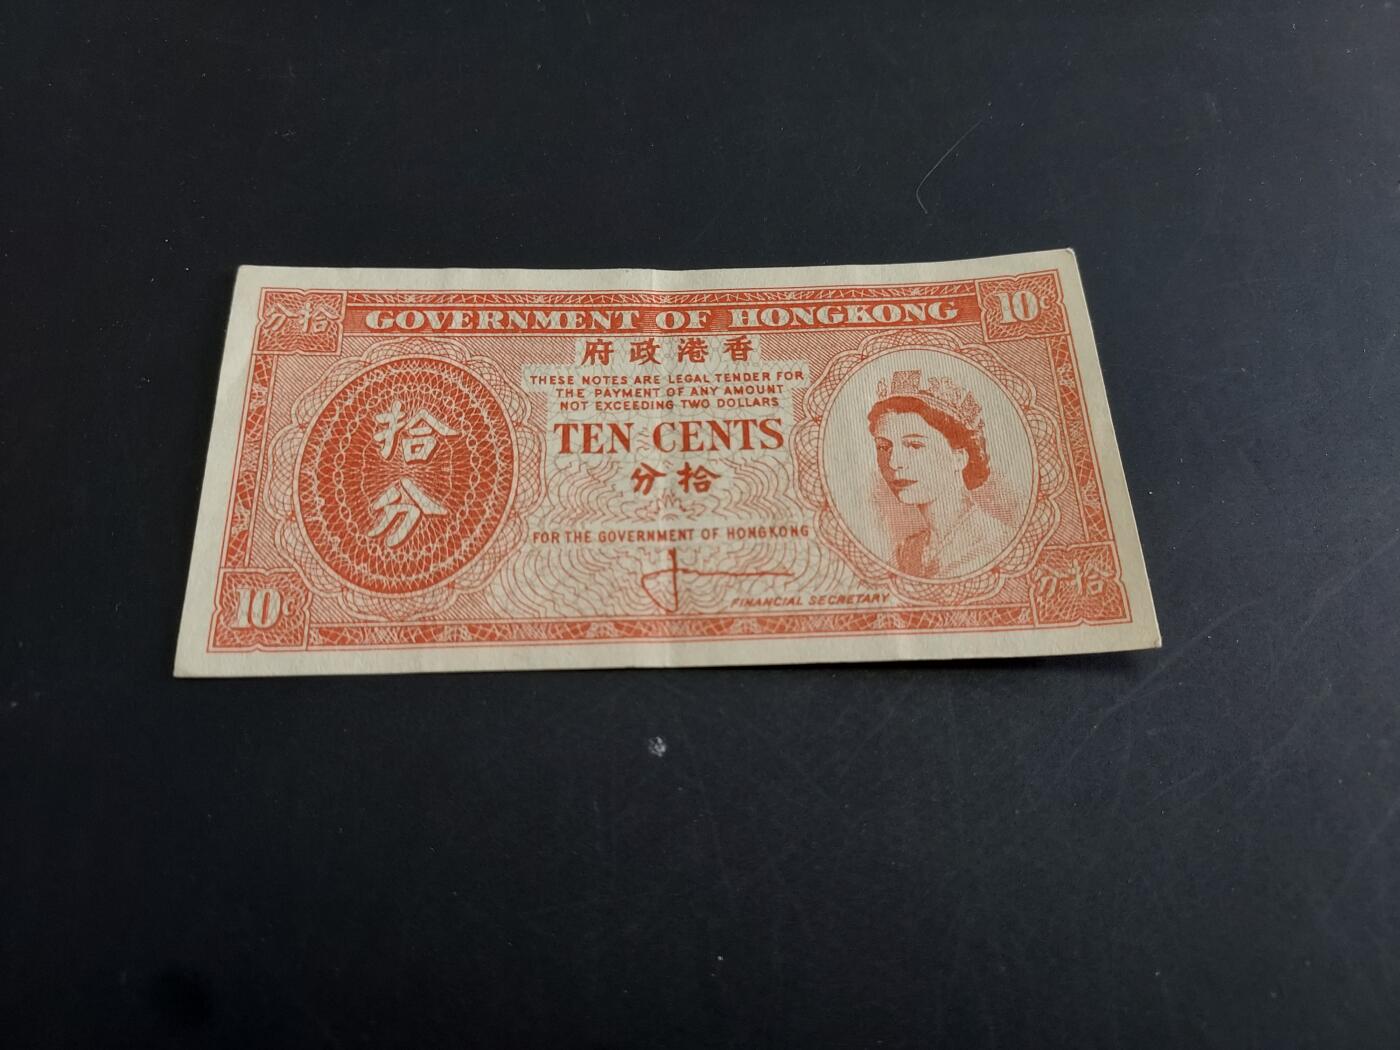 分拾
GOVERNMENT OF HONGKONG
10c
府政港香
THESE NOTES ARE LEGAL TENDER FOR
THE PAYMENT OF ANY AMOUNT
NOT EXCEEDING TWO DOLLARS
拾
分
TEN CENTS
分拾
FOR THE GOVERNMENT OF HONGKONG
FINANCIAL SECRETARY
10c
分拾